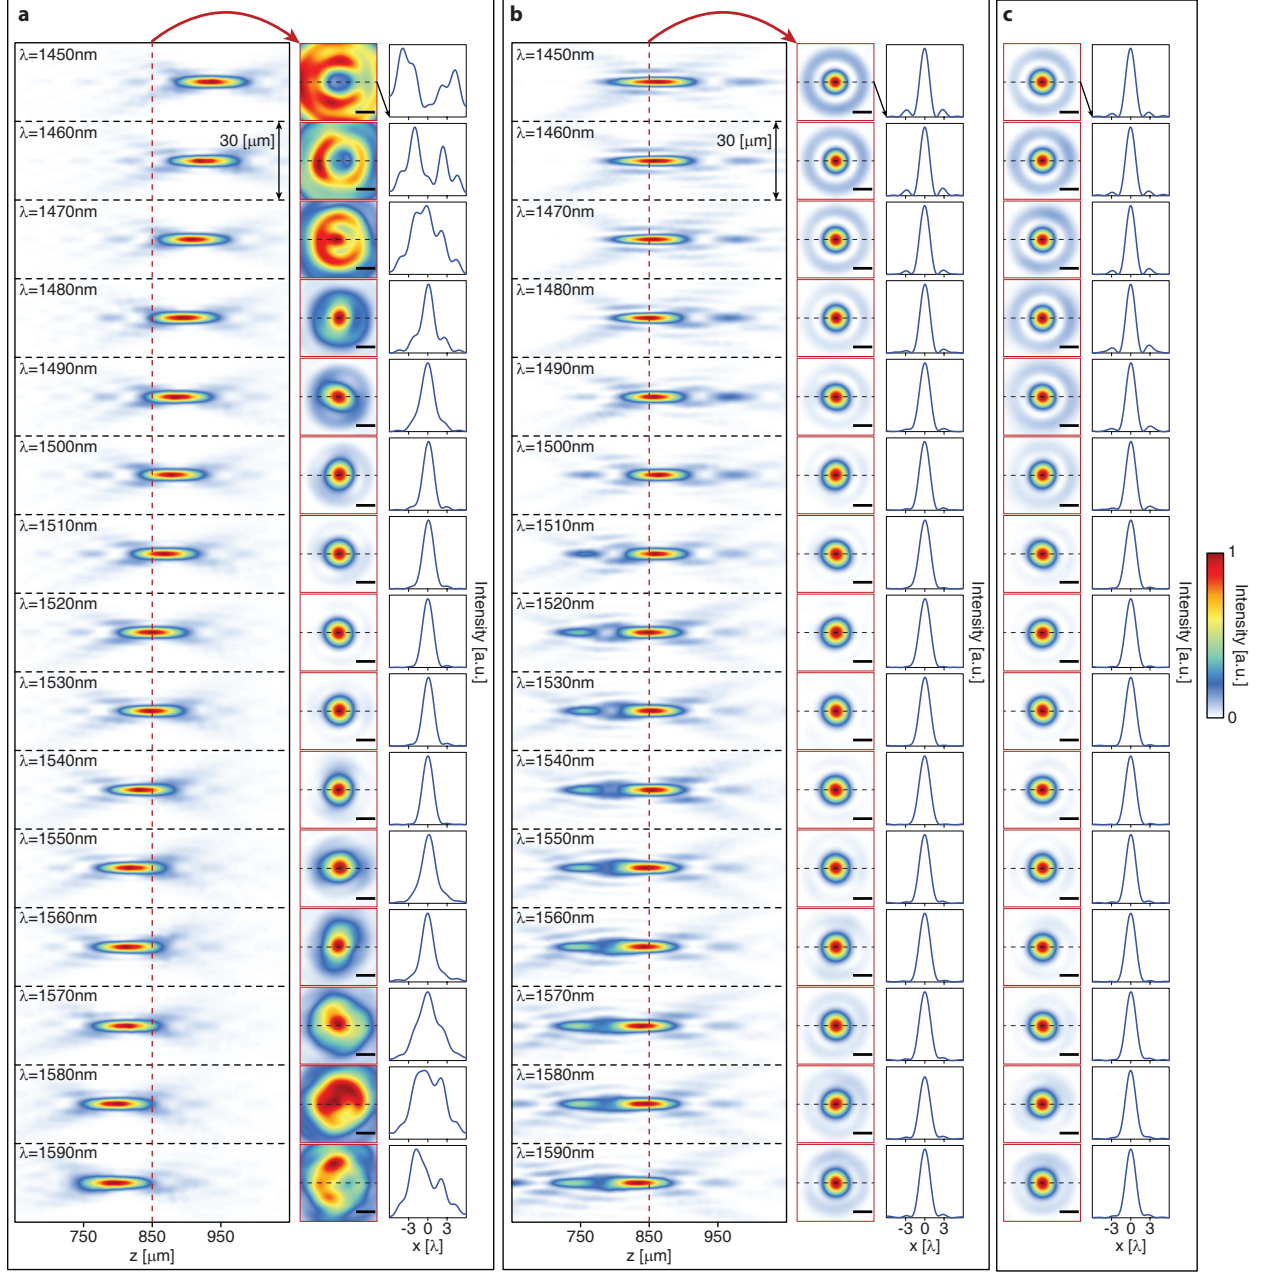 a
λ=1450nm
λ=1460nm
30 [μm]
λ=1470nm
λ=1480nm
λ=1490nm
λ=1500nm
λ=1510nm
λ=1520nm
λ=1530nm
λ=1540nm
λ=1550nm
λ=1560nm
λ=1570nm
λ=1580nm
λ=1590nm
750 850 950
z [μm]
-3 0 3
x [λ]
Intensity [a.u.]
b
λ=1450nm
λ=1460nm
30 [μm]
λ=1470nm
λ=1480nm
λ=1490nm
λ=1500nm
λ=1510nm
λ=1520nm
λ=1530nm
λ=1540nm
λ=1550nm
λ=1560nm
λ=1570nm
λ=1580nm
λ=1590nm
750 850 950
z [μm]
-3 0 3
x [λ]
Intensity [a.u.]
c
-3 0 3
x [λ]
Intensity [a.u.]
1
0
Intensity [a.u.]